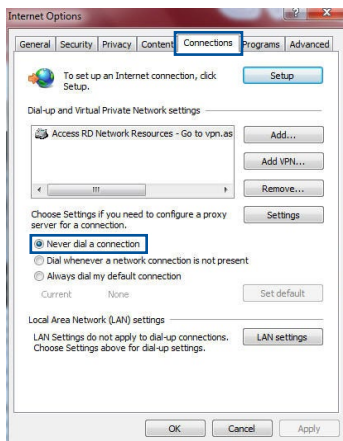 Internet Options
General Security Privacy Content Connections Programs Advanced
To set up an Internet connection, click
Setup.
Setup
Dial-up and Virtual Private Network settings
Access RD Network Resources - Go to vpn.as
Add...
Add VPN...
Remove...
Choose Settings if you need to configure a proxy
server for a connection.
Settings
Never dial a connection
Dial whenever a network connection is not present
Always dial my default connection
Current None
Set default
Local Area Network (LAN) settings
LAN Settings do not apply to dial-up connections.
Choose Settings above for dial-up settings.
LAN settings
OK Cancel Apply